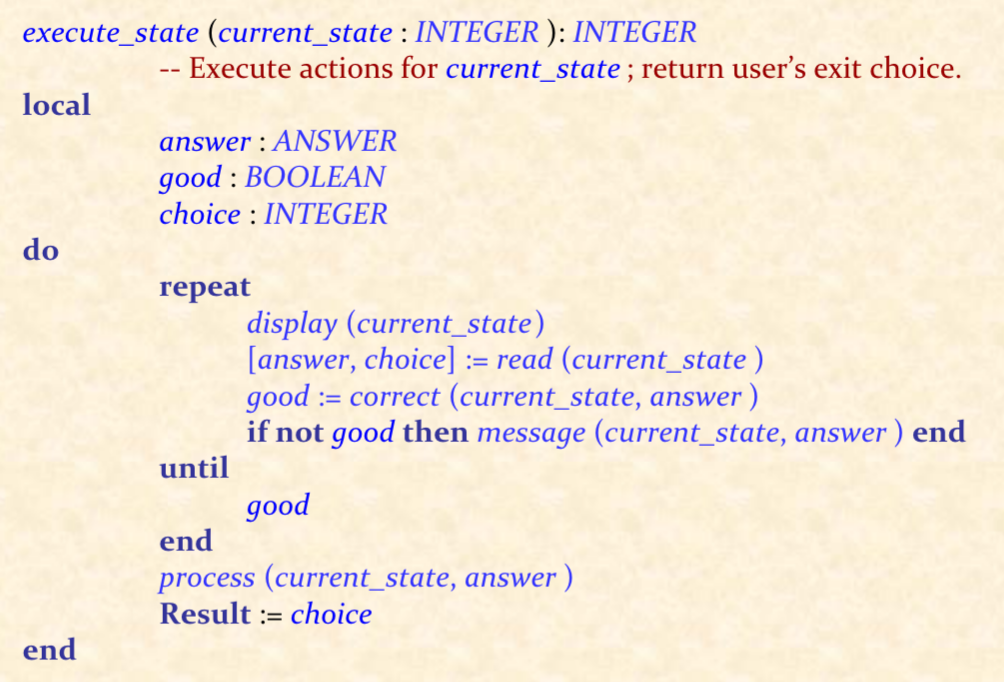 execute_state (current_state : INTEGER ): INTEGER
-- Execute actions for current_state ; return user's exit choice.
local
answer : ANSWER
good : BOOLEAN
choice : INTEGER
do
repeat
display (current_state)
[answer, choice] := read (current_state )
good := correct (current_state, answer )
if not good then message (current_state, answer ) end
until
good
end
process (current_state, answer )
Result := choice
end